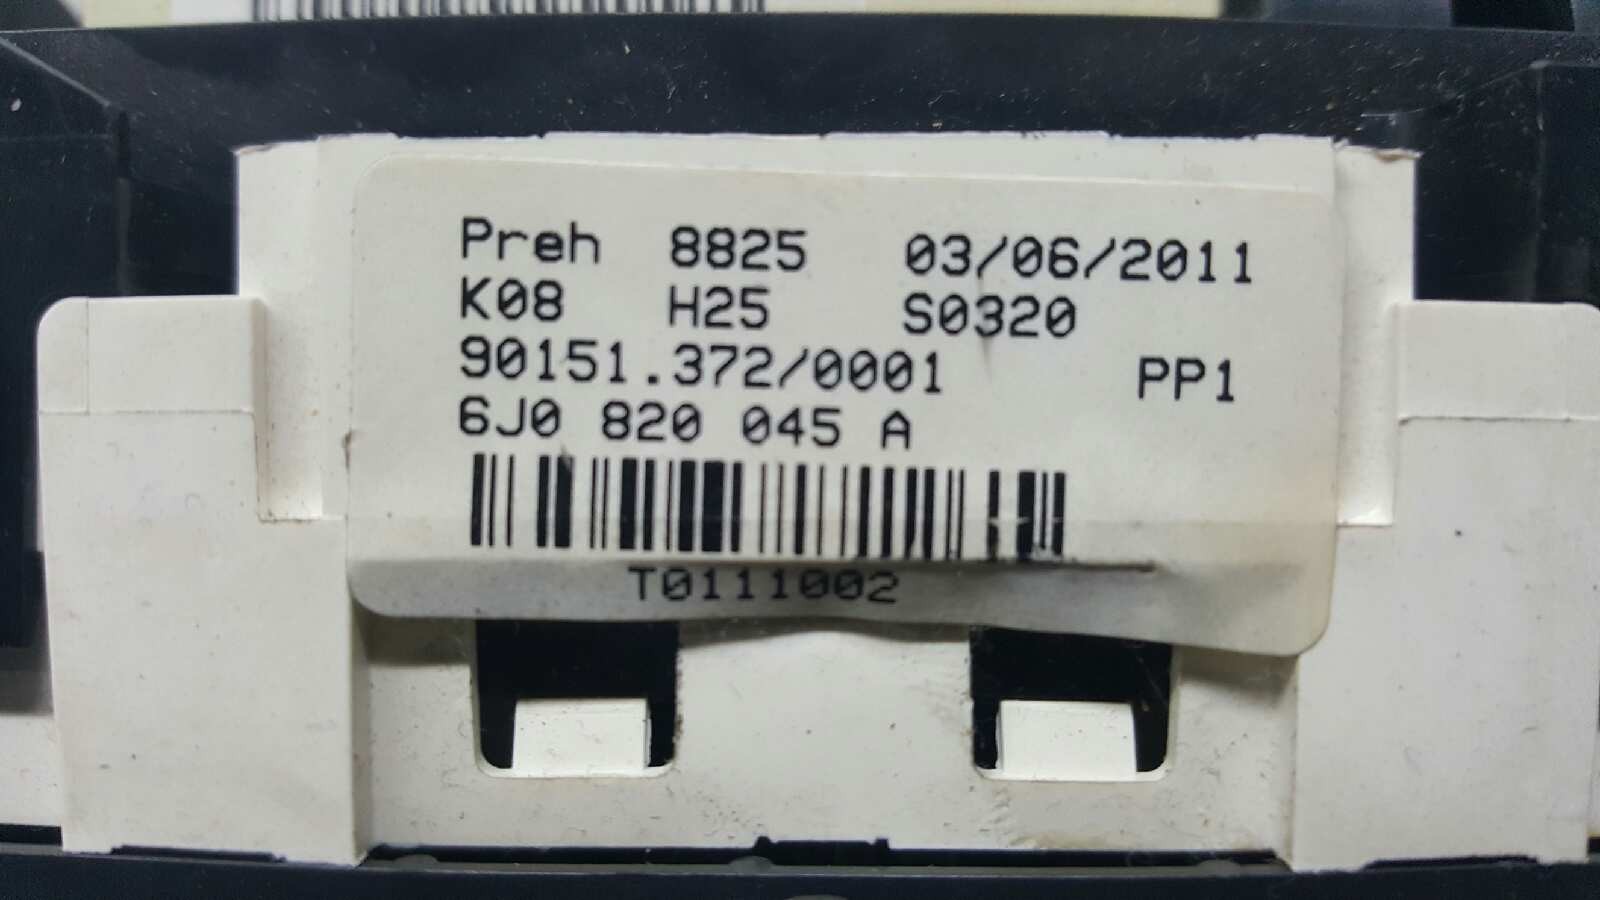 Preh 8825 03/06/2011
K08 H25 S0320
90151.372/0001 PP1
6J0 820 045 A
T0111002